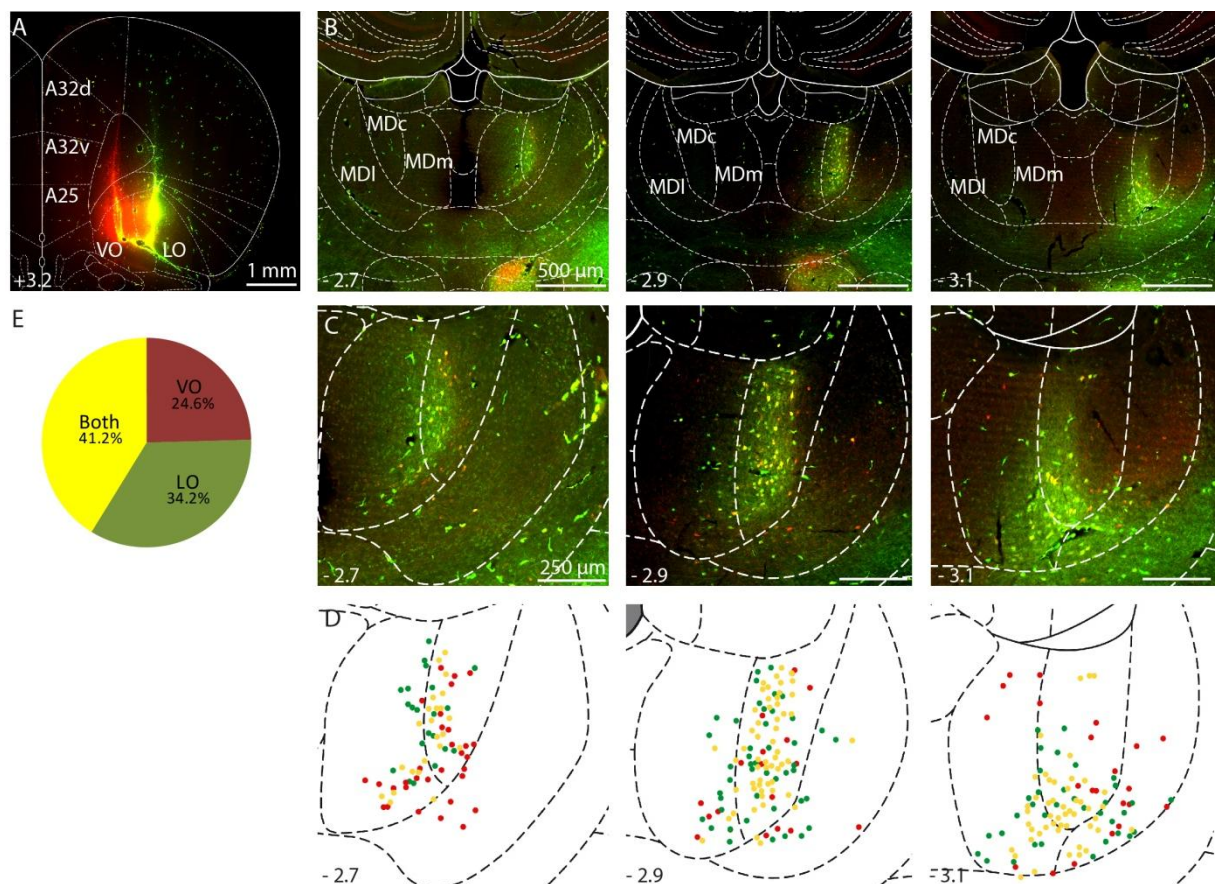 A
A32d
A32v
A25
VO
LO
+3.2
1 mm
B
MDc
MDl
MDm
- 2.7
500 µm
MDc
MDl
MDm
- 2.9
MDc
MDl
MDm
- 3.1
E
VO
24.6%
Both
41.2%
LO
34.2%
C
- 2.7
250 µm
- 2.9
- 3.1
D
- 2.7
- 2.9
- 3.1